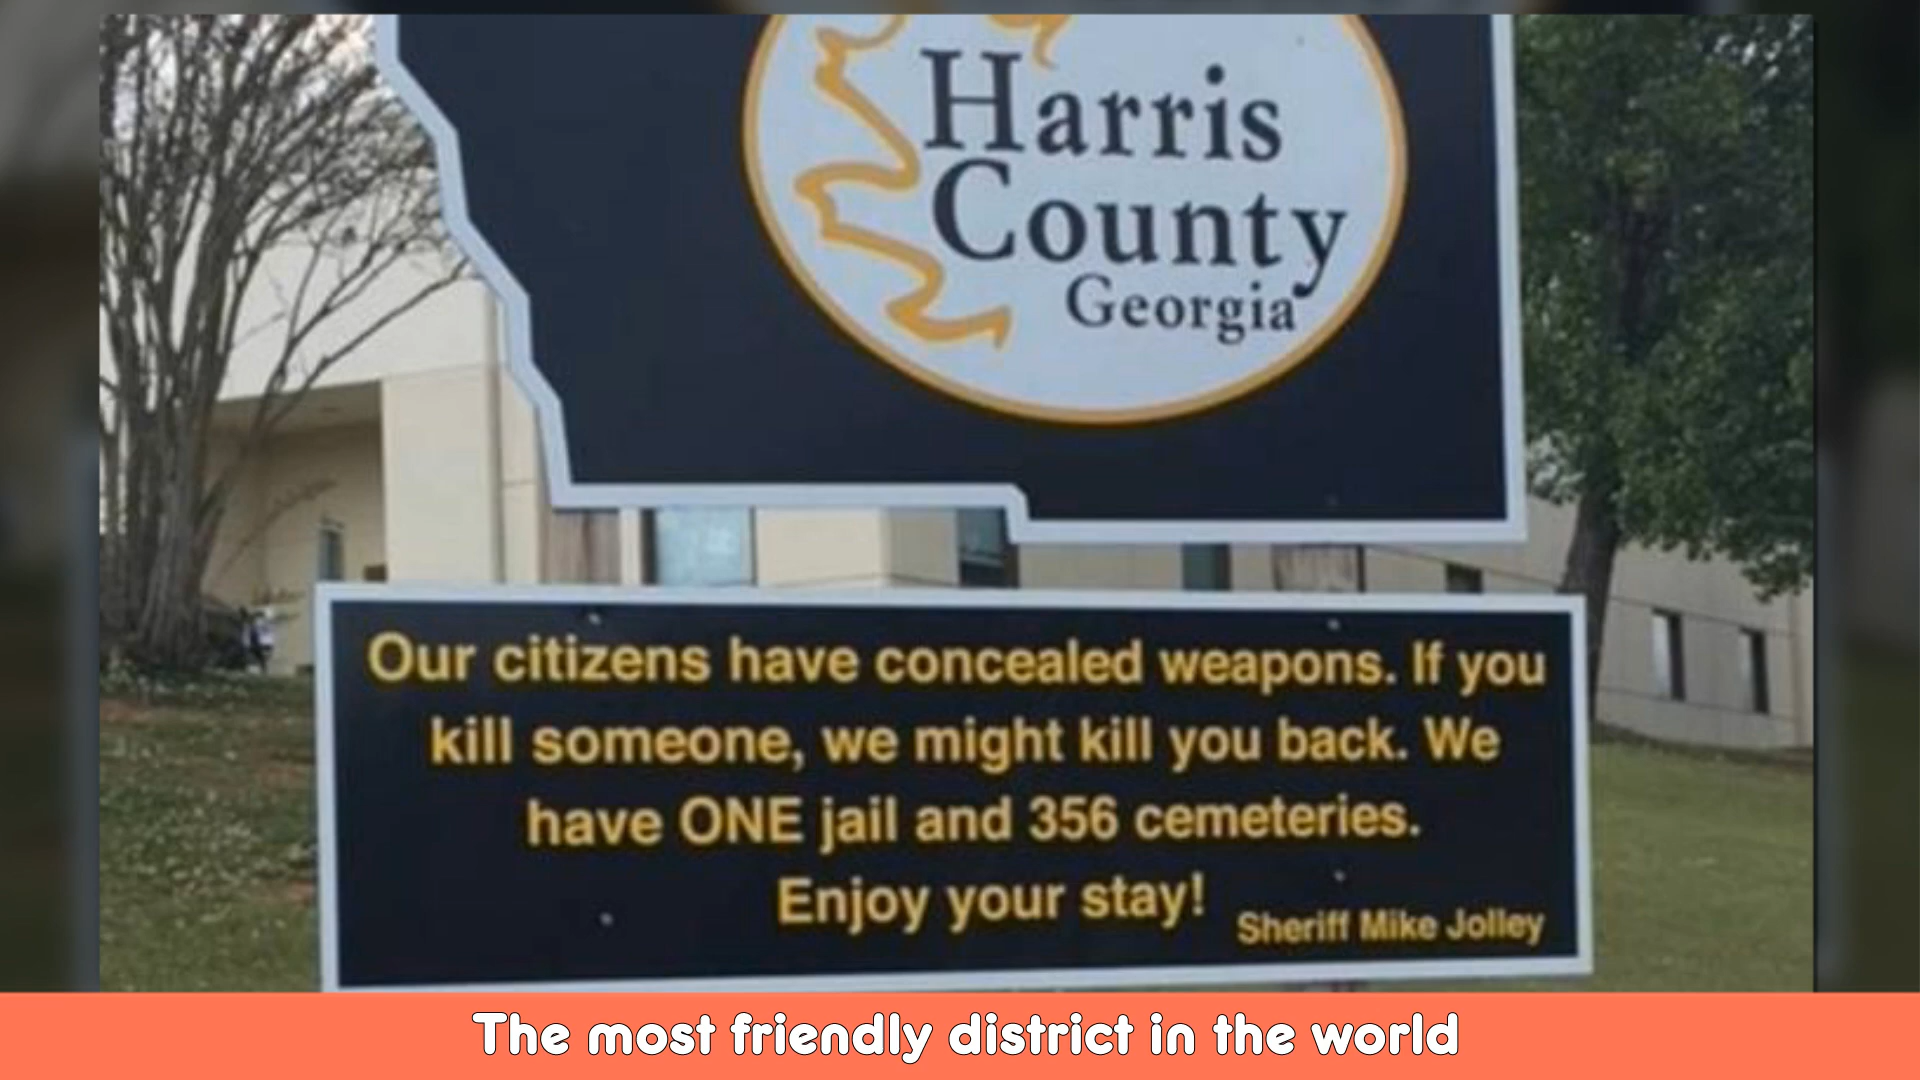 Harris
County
Georgia
Our citizens have concealed weapons. If you
kill someone, we might kill you back. We
have ONE jail and 356 cemeteries.
Enjoy your stay!
Sheriff Mike Jolley
The most friendly district in the world